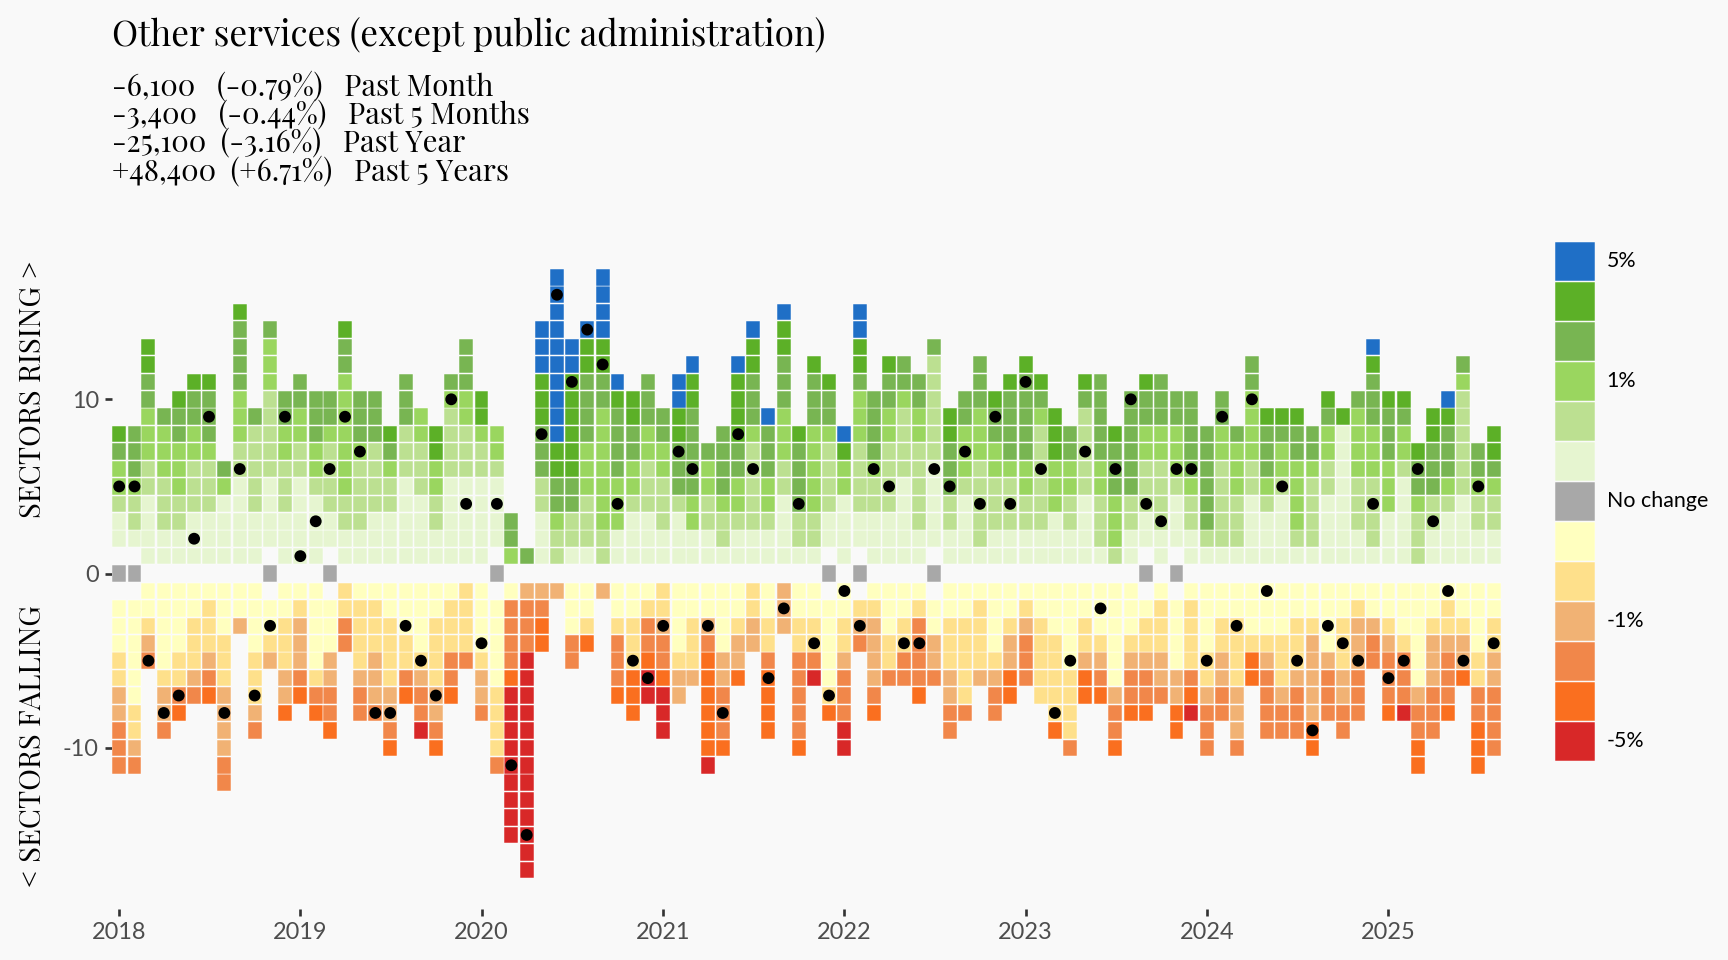 Other services (except public administration)
-6,100 (-0.79%) Past Month
-3,400 (-0.44%) Past 5 Months
-25,100 (-3.16%) Past Year
+48,400 (+6.71%) Past 5 Years
SECTORS RISING >
< SECTORS FALLING
10
0
-10
2018 2019 2020 2021 2022 2023 2024 2025
5%
1%
No change
-1%
-5%